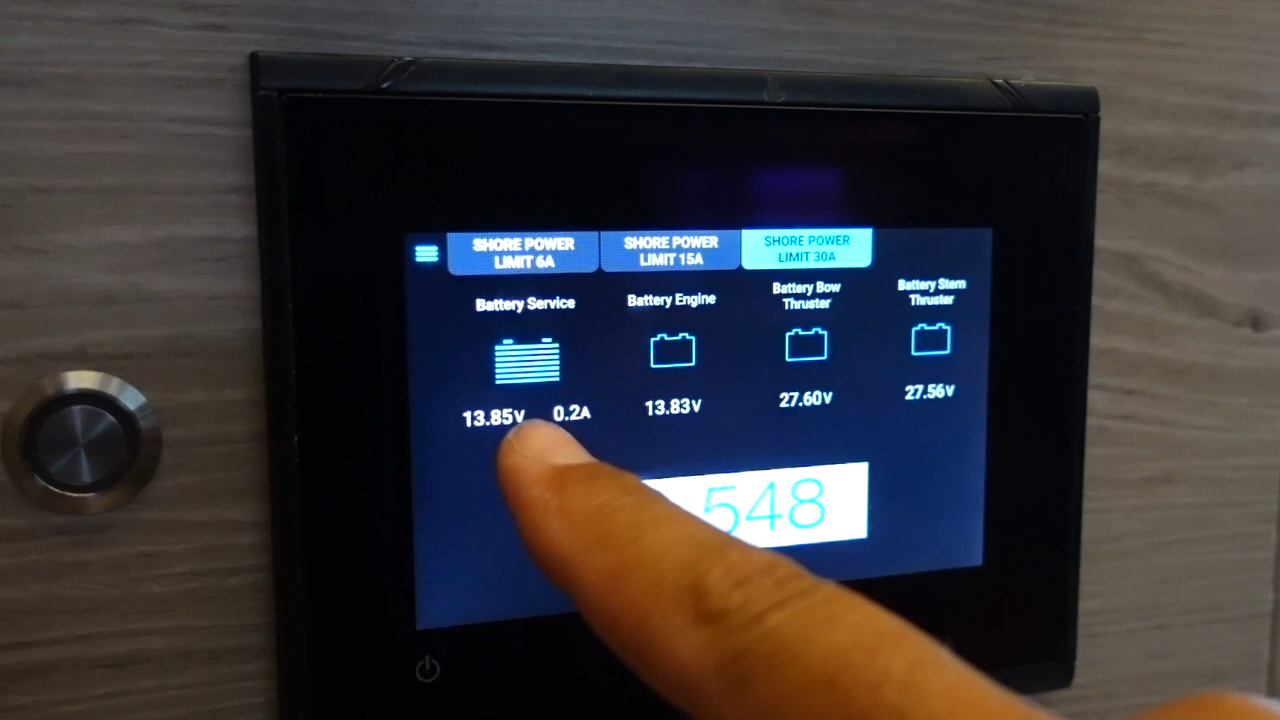 SHORE POWER
LIMIT 6A
SHORE POWER
LIMIT 15A
SHORE POWER
LIMIT 30A
Battery Service
Battery Engine
Battery Bow
Thruster
Battery Stern
Thruster
13.85V 0.2A
13.83V
27.60V
27.56V
548